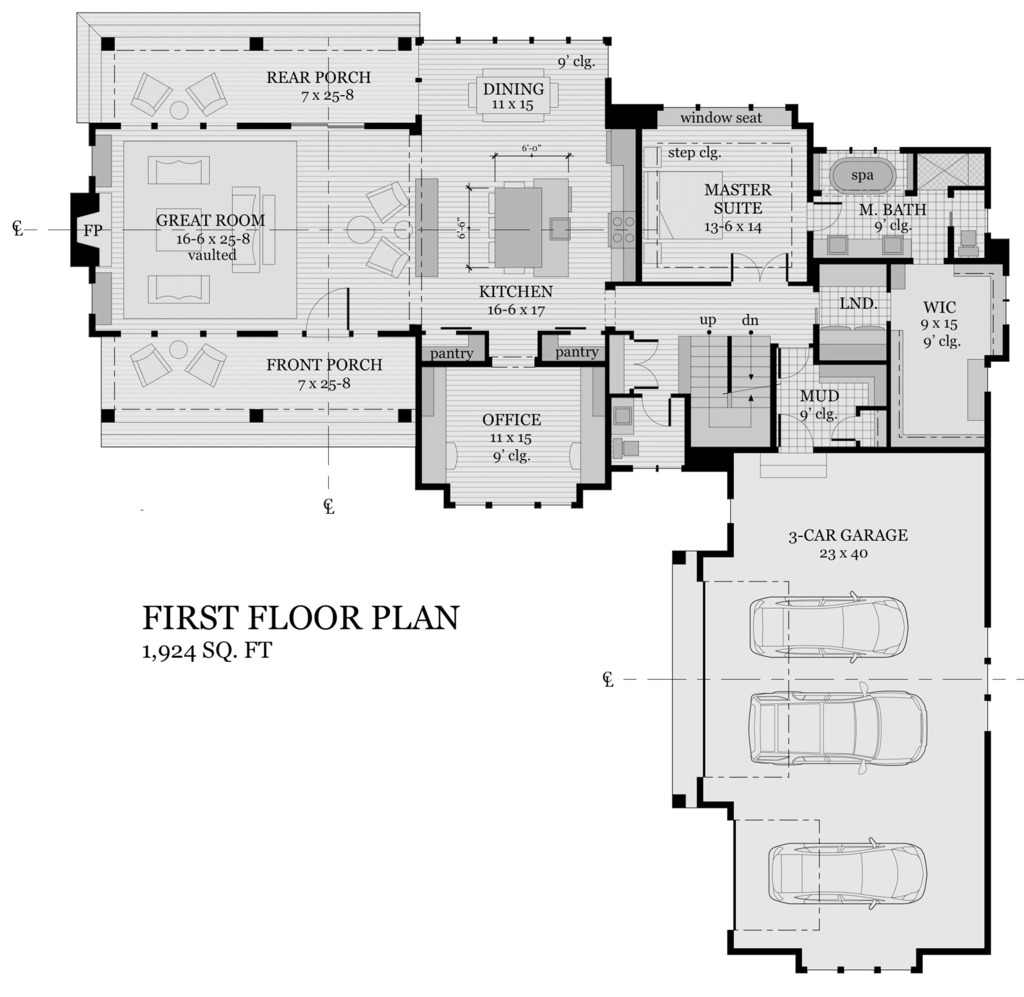 REAR PORCH
7 x 25-8
9' clg.
DINING
11 x 15
window seat
step clg.
6'-0"
6'-6"
MASTER
SUITE
13-6 x 14
spa
M. BATH
9' clg.
℄
FP
GREAT ROOM
16-6 x 25-8
vaulted
KITCHEN
16-6 x 17
LND.
WIC
9 x 15
9' clg.
up
dn
pantry
pantry
FRONT PORCH
7 x 25-8
MUD
9' clg.
OFFICE
11 x 15
9' clg.
℄
3-CAR GARAGE
23 x 40
FIRST FLOOR PLAN
1,924 SQ. FT
℄